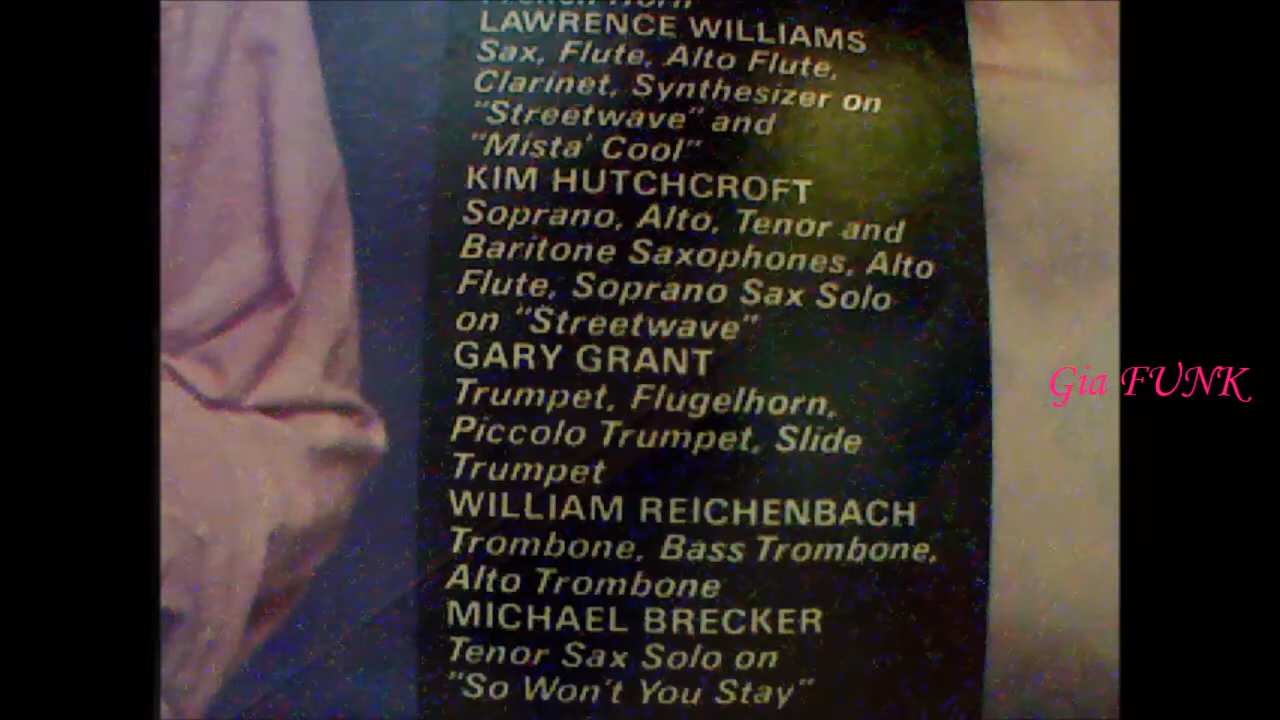 French Horn
LAWRENCE WILLIAMS
Sax, Flute, Alto Flute,
Clarinet, Synthesizer on
"Streetwave" and
"Mista' Cool"
KIM HUTCHCROFT
Soprano, Alto, Tenor and
Baritone Saxophones, Alto
Flute, Soprano Sax Solo
on "Streetwave"
GARY GRANT
Trumpet, Flugelhorn,
Piccolo Trumpet, Slide
Trumpet
WILLIAM REICHENBACH
Trombone, Bass Trombone,
Alto Trombone
MICHAEL BRECKER
Tenor Sax Solo on
"So Won't You Stay"
Gia FUNK